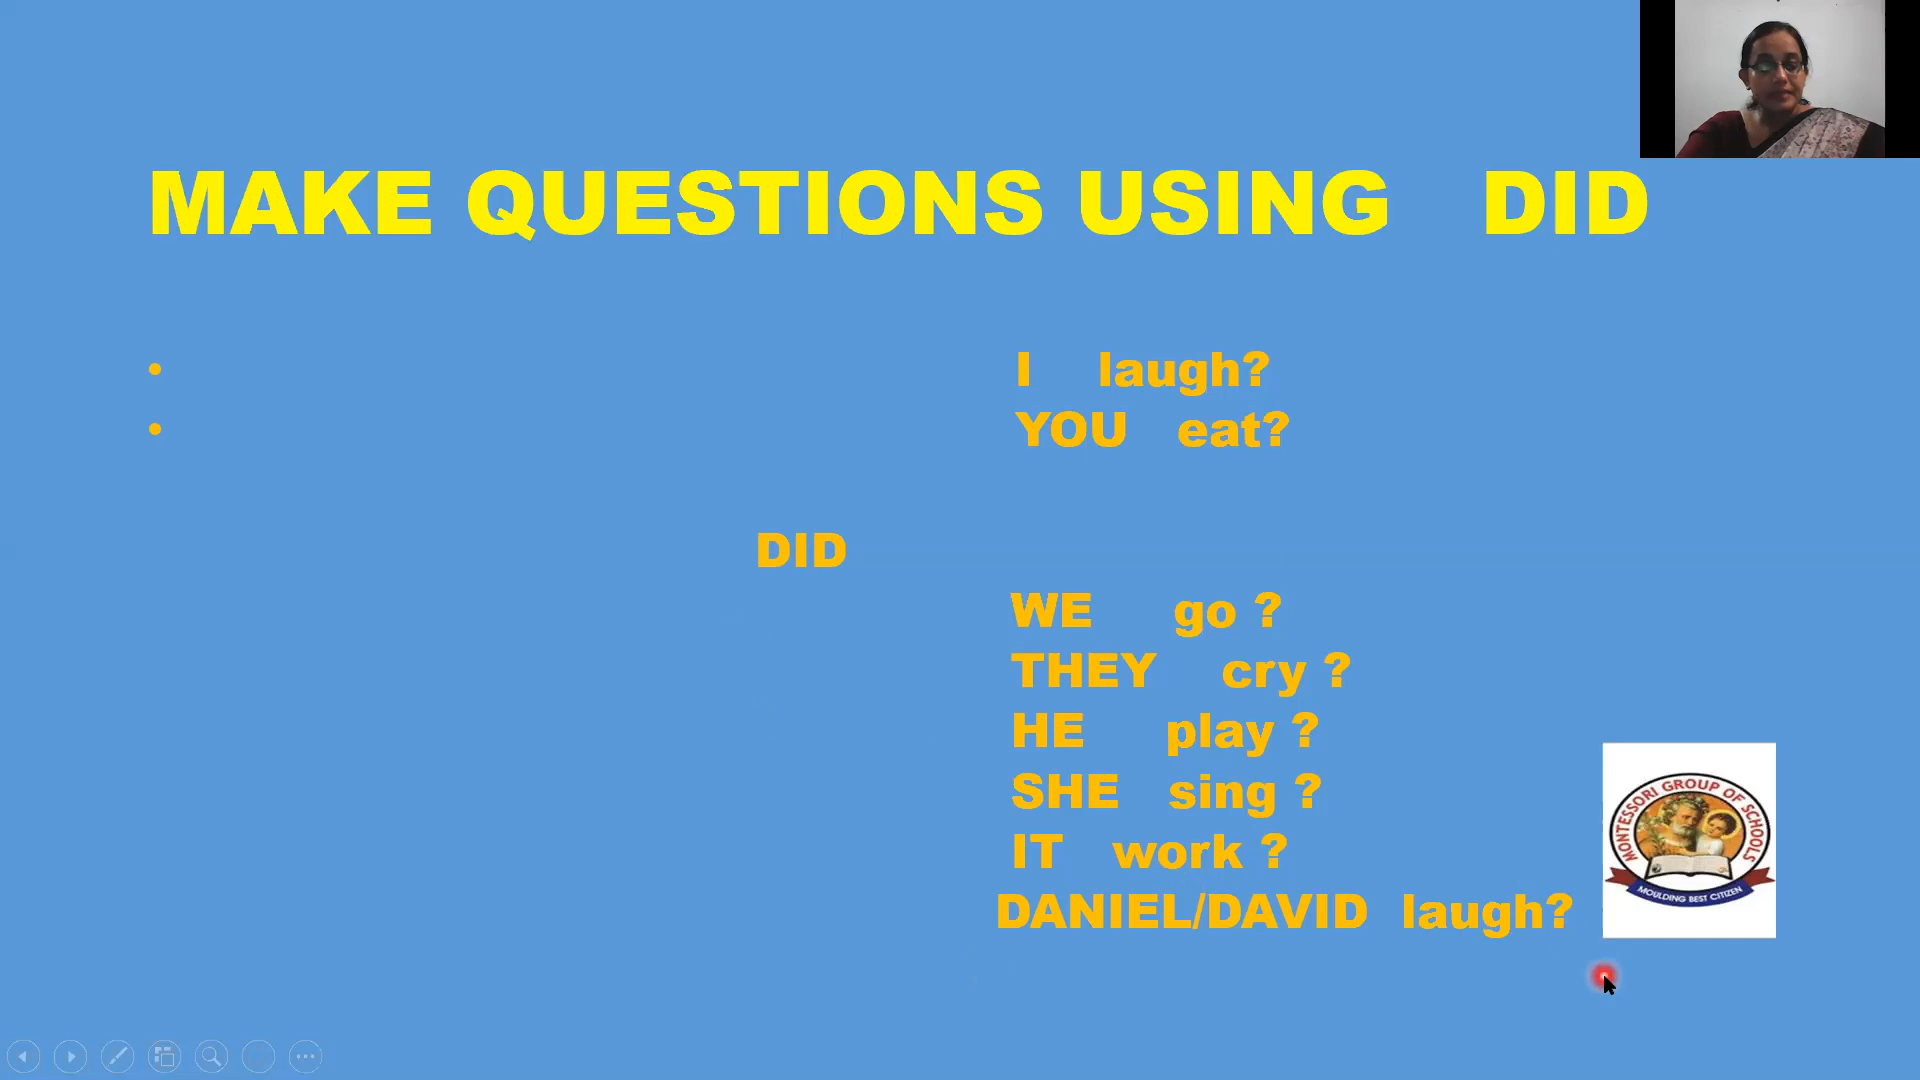 MAKE QUESTIONS USING DID
• I laugh?
• YOU eat?
DID
WE go ?
THEY cry ?
HE play ?
SHE sing ?
IT work ?
DANIEL/DAVID laugh?
MONTESSORI GROUP OF SCHOOLS
MOULDING BEST CITIZEN